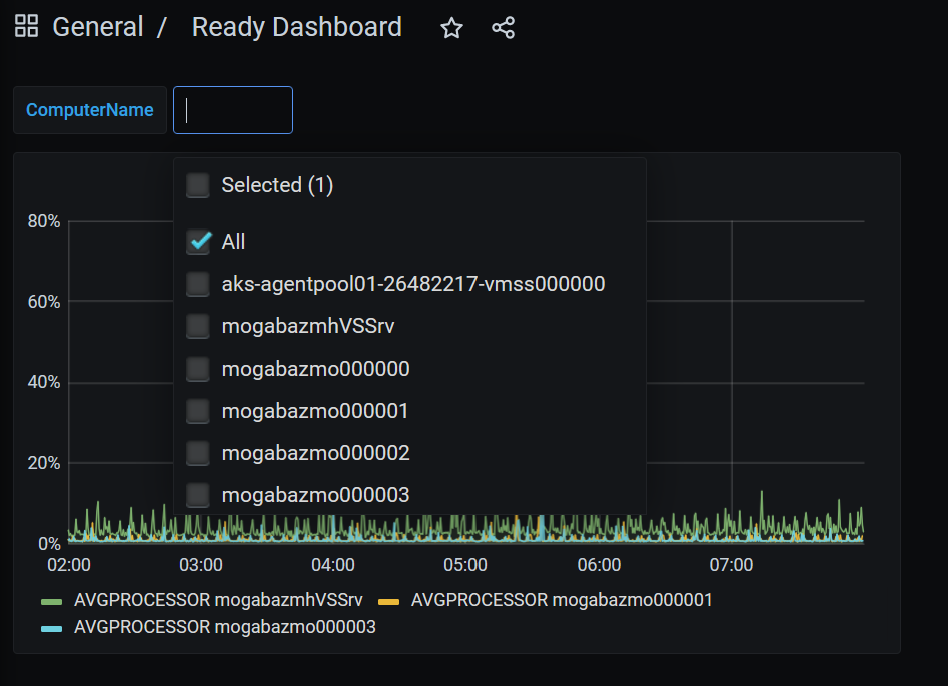 General / Ready Dashboard
ComputerName
Selected (1)
All
aks-agentpool01-26482217-vmss000000
mogabazmhVSSrv
mogabazmo000000
mogabazmo000001
mogabazmo000002
mogabazmo000003
80%
60%
40%
20%
0%
02:00 03:00 04:00 05:00 06:00 07:00
AVGPROCESSOR mogabazmhVSSrv AVGPROCESSOR mogabazmo000001
AVGPROCESSOR mogabazmo000003